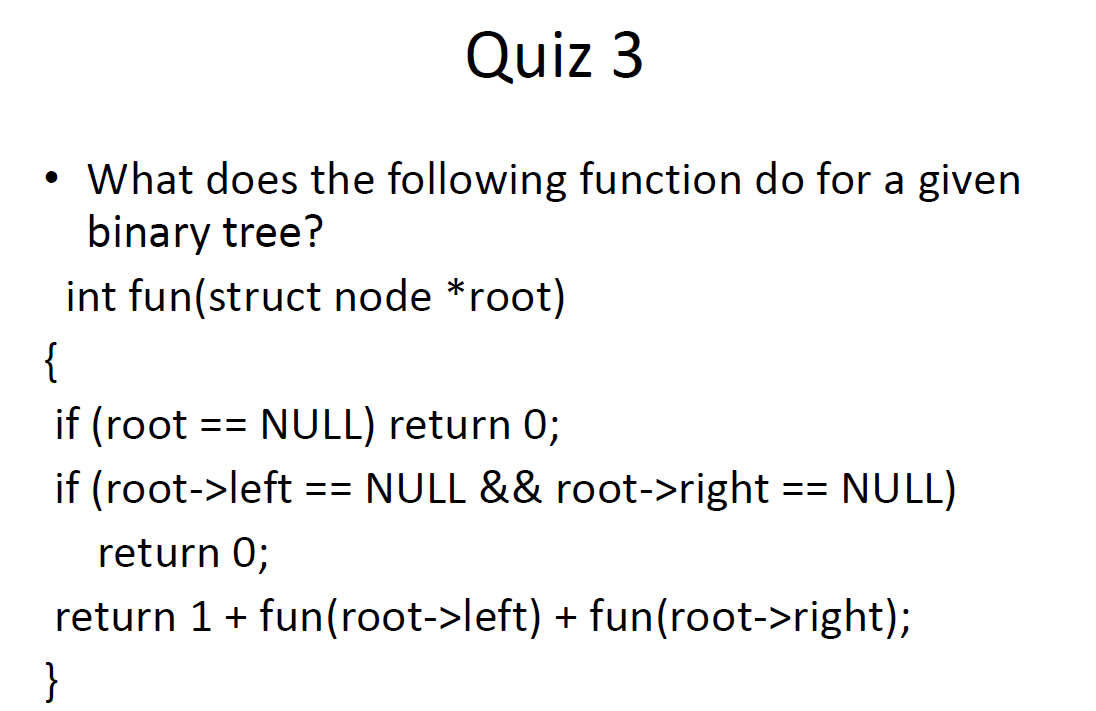 Quiz 3
• What does the following function do for a given
binary tree?
int fun(struct node *root)
{
if (root == NULL) return 0;
if (root->left == NULL && root->right == NULL)
return 0;
return 1 + fun(root->left) + fun(root->right);
}